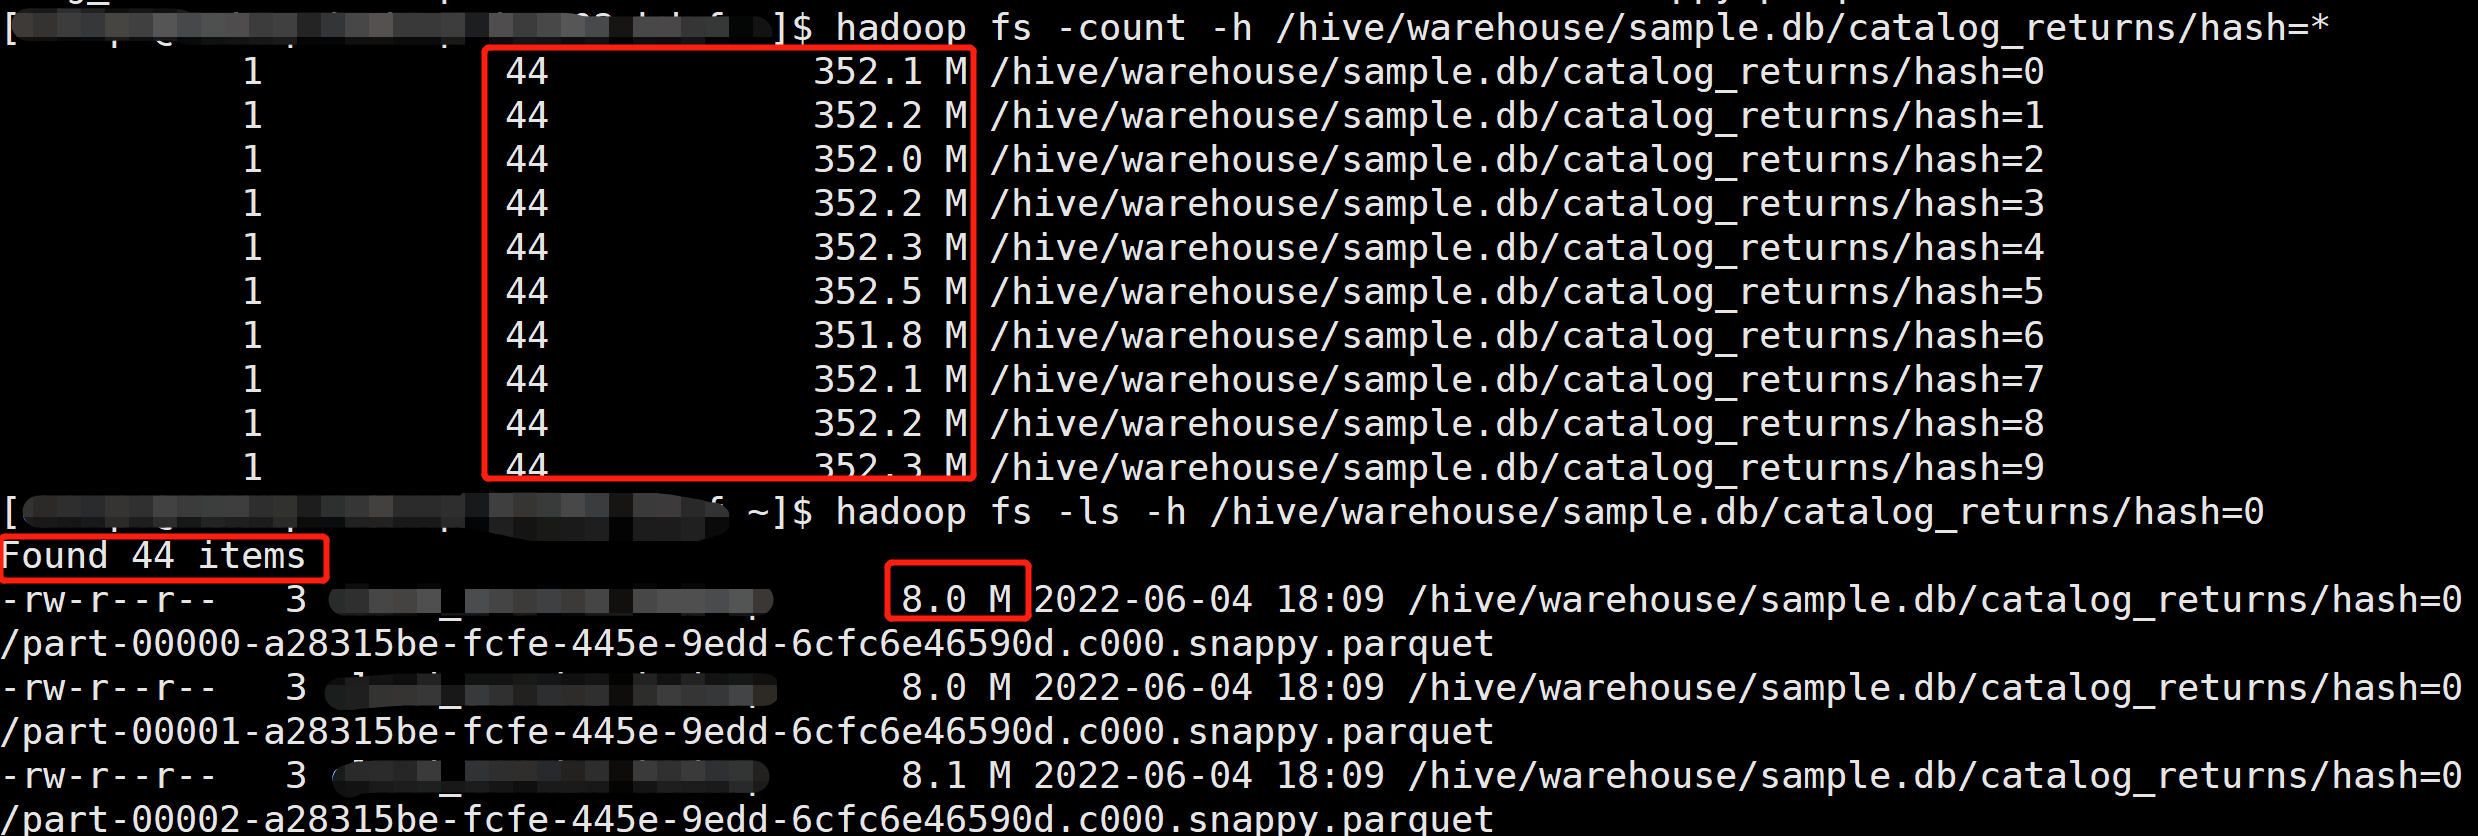 [ ]$ hadoop fs -count -h /hive/warehouse/sample.db/catalog_returns/hash=*
1 44 352.1 M /hive/warehouse/sample.db/catalog_returns/hash=0
1 44 352.2 M /hive/warehouse/sample.db/catalog_returns/hash=1
1 44 352.0 M /hive/warehouse/sample.db/catalog_returns/hash=2
1 44 352.2 M /hive/warehouse/sample.db/catalog_returns/hash=3
1 44 352.3 M /hive/warehouse/sample.db/catalog_returns/hash=4
1 44 352.5 M /hive/warehouse/sample.db/catalog_returns/hash=5
1 44 351.8 M /hive/warehouse/sample.db/catalog_returns/hash=6
1 44 352.1 M /hive/warehouse/sample.db/catalog_returns/hash=7
1 44 352.2 M /hive/warehouse/sample.db/catalog_returns/hash=8
1 44 352.3 M /hive/warehouse/sample.db/catalog_returns/hash=9
[ ~]$ hadoop fs -ls -h /hive/warehouse/sample.db/catalog_returns/hash=0
Found 44 items
-rw-r--r-- 3 8.0 M 2022-06-04 18:09 /hive/warehouse/sample.db/catalog_returns/hash=0
/part-00000-a28315be-fcfe-445e-9edd-6cfc6e46590d.c000.snappy.parquet
-rw-r--r-- 3 8.0 M 2022-06-04 18:09 /hive/warehouse/sample.db/catalog_returns/hash=0
/part-00001-a28315be-fcfe-445e-9edd-6cfc6e46590d.c000.snappy.parquet
-rw-r--r-- 3 8.1 M 2022-06-04 18:09 /hive/warehouse/sample.db/catalog_returns/hash=0
/part-00002-a28315be-fcfe-445e-9edd-6cfc6e46590d.c000.snappy.parquet